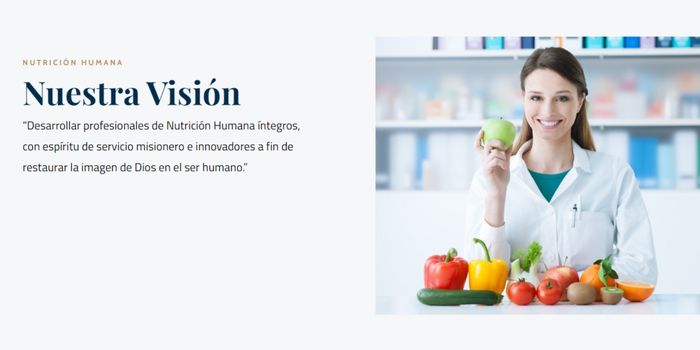 NUTRICIÓN HUMANA
Nuestra Visión
“Desarrollar profesionales de Nutrición Humana íntegros,
con espíritu de servicio misionero e innovadores a fin de
restaurar la imagen de Dios en el ser humano.”